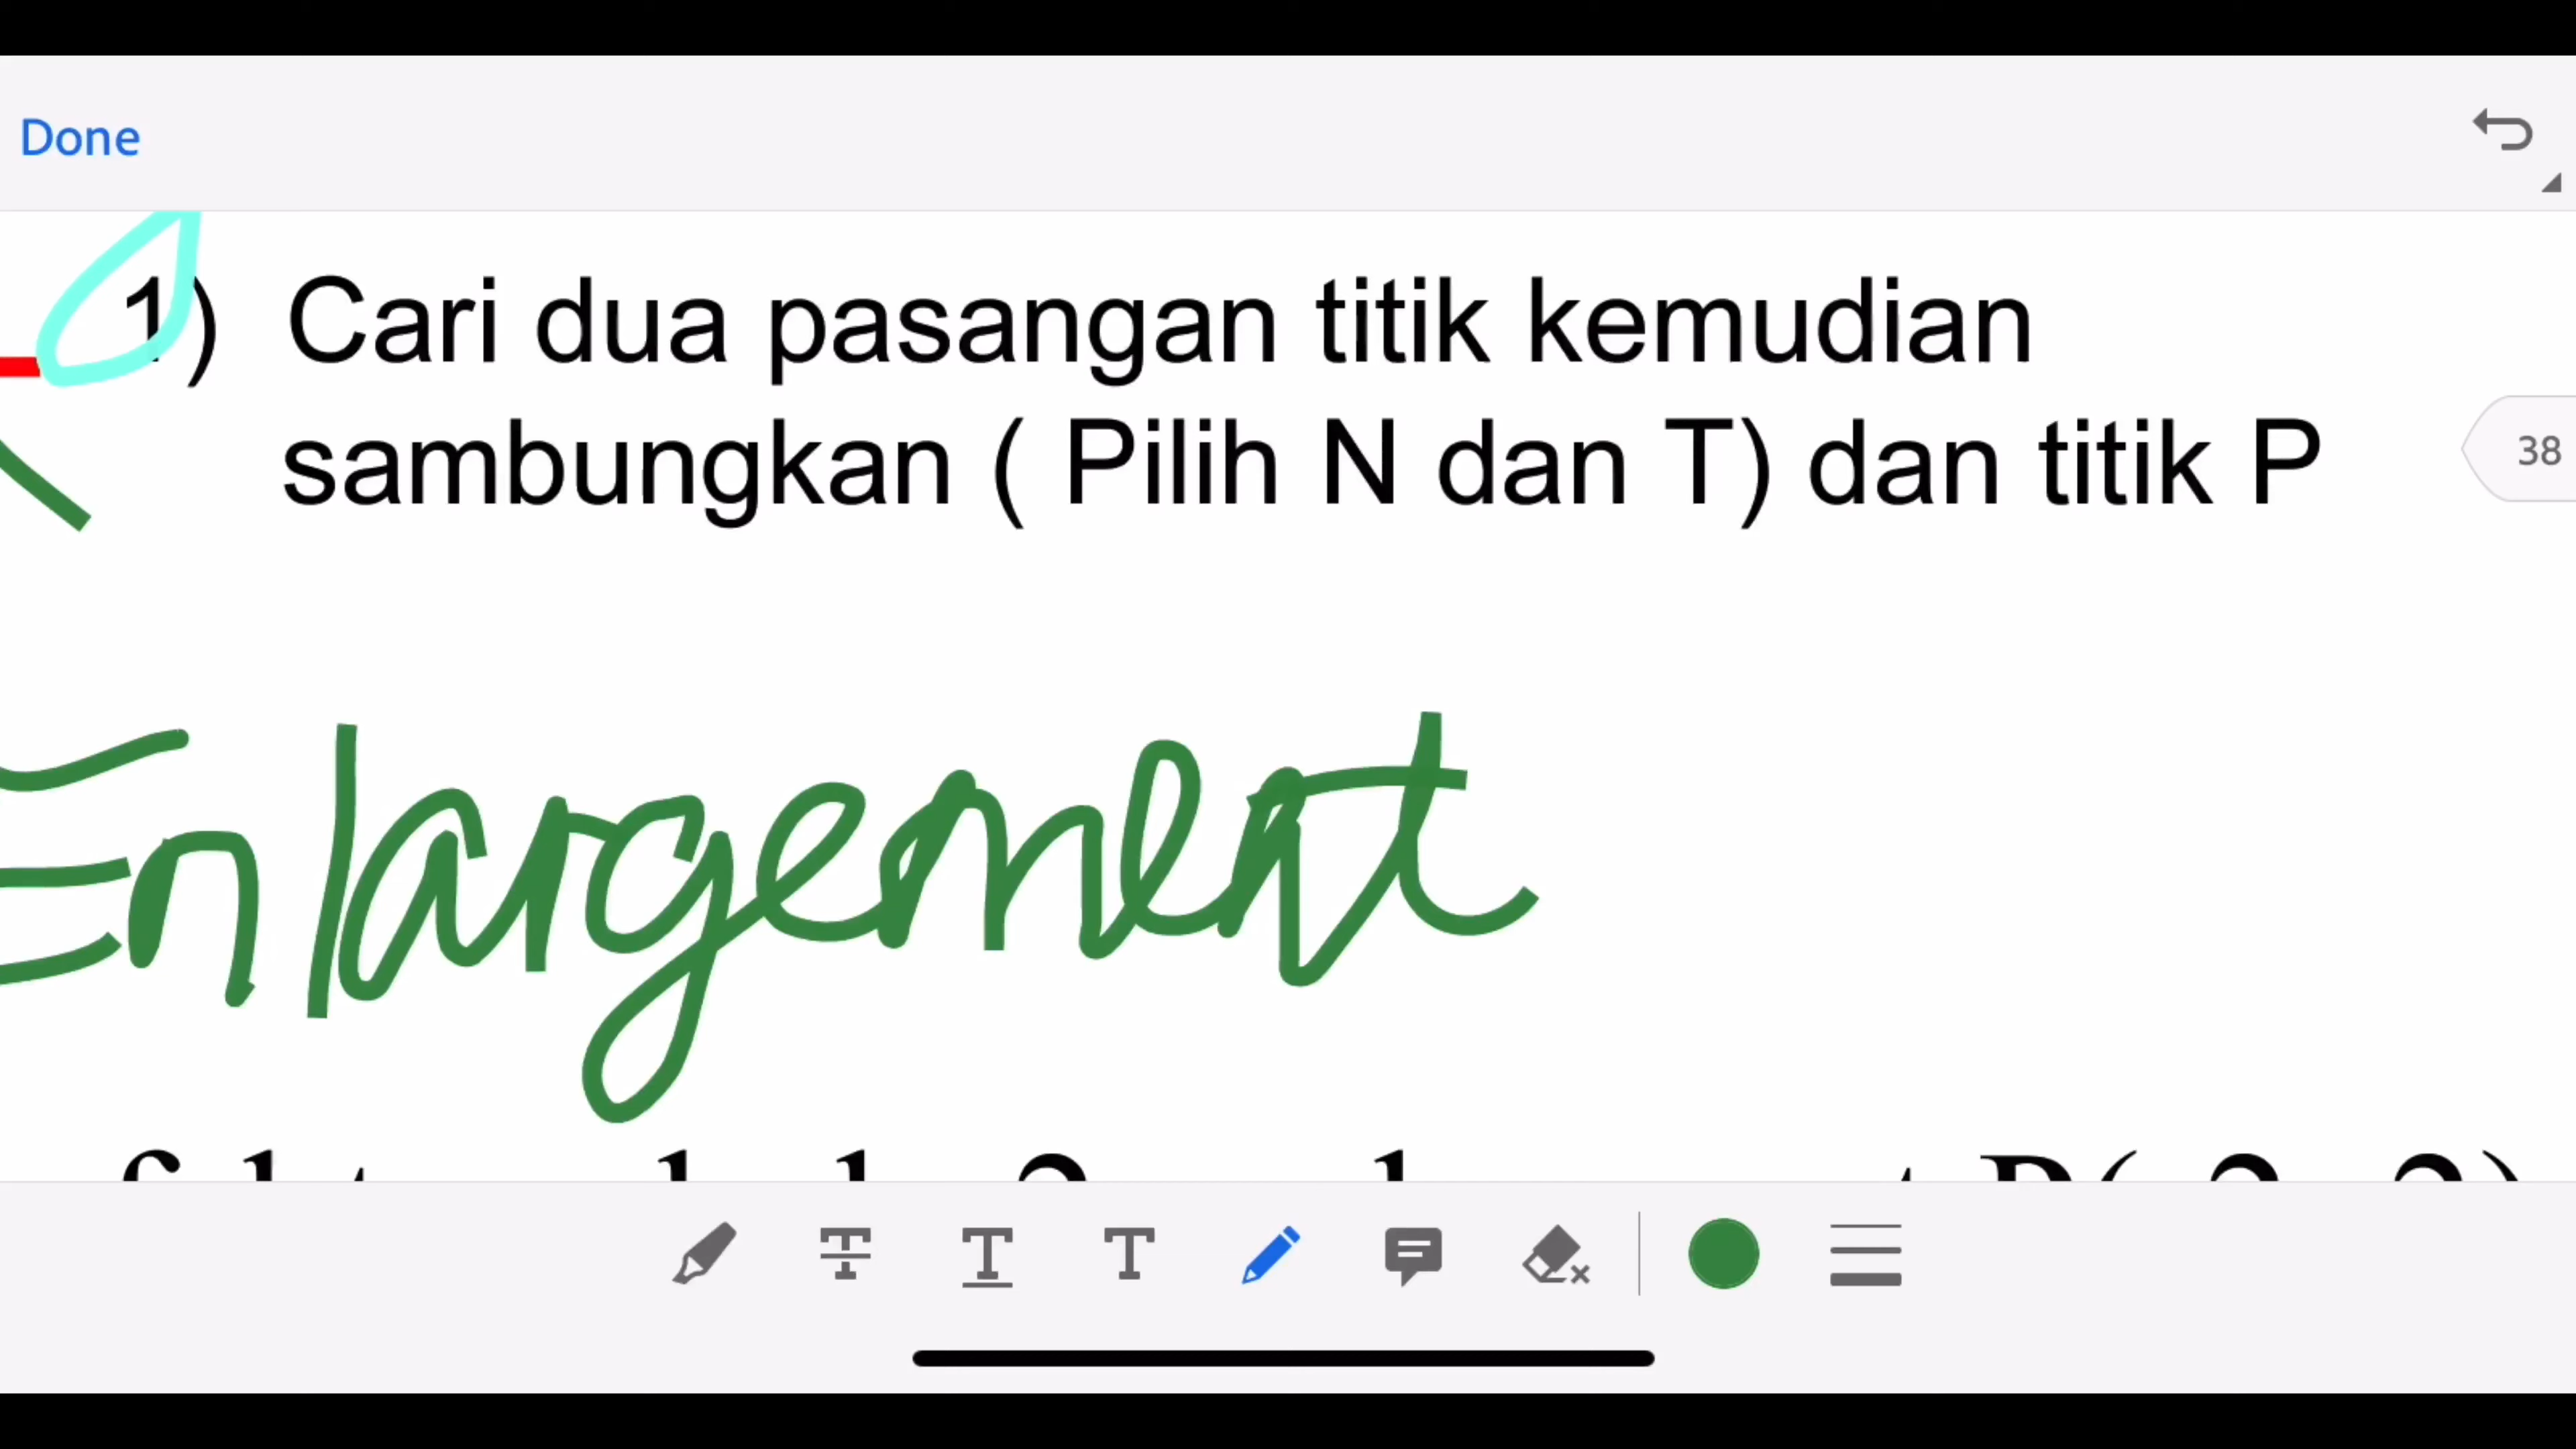 Done
1) Cari dua pasangan titik kemudian
sambungkan ( Pilih N dan T) dan titik P
38
Enlargement